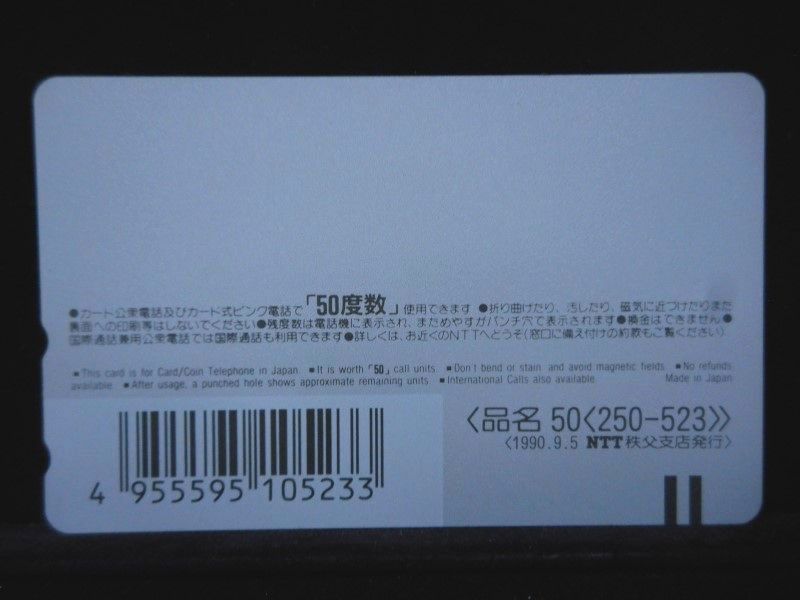 ●カード公衆電話及びカード式ピンク電話で「50度数」使用できます ●折り曲げたり、汚したり、磁気に近づけたりまた
裏面への印刷等はしないでください●残度数は電話機に表示され、まためやすがパンチ穴で表示されます●換金はできません●
国際通話兼用公衆電話では国際通話も利用できます●詳しくは、お近くのNTTへどうぞ(窓口に備え付けの約款もご覧ください)
■This card is for Card/Coin Telephone in Japan. ■It is worth "50" call units. ■Don't bend or stain and avoid magnetic fields. ■No refunds
available. ■After usage, a punched hole shows approximate remaining units. ■International Calls also available. Made in Japan
〈品名 50〈250-523〉〉
〈1990.9.5 NTT秩父支店発行〉
4 955595 105233